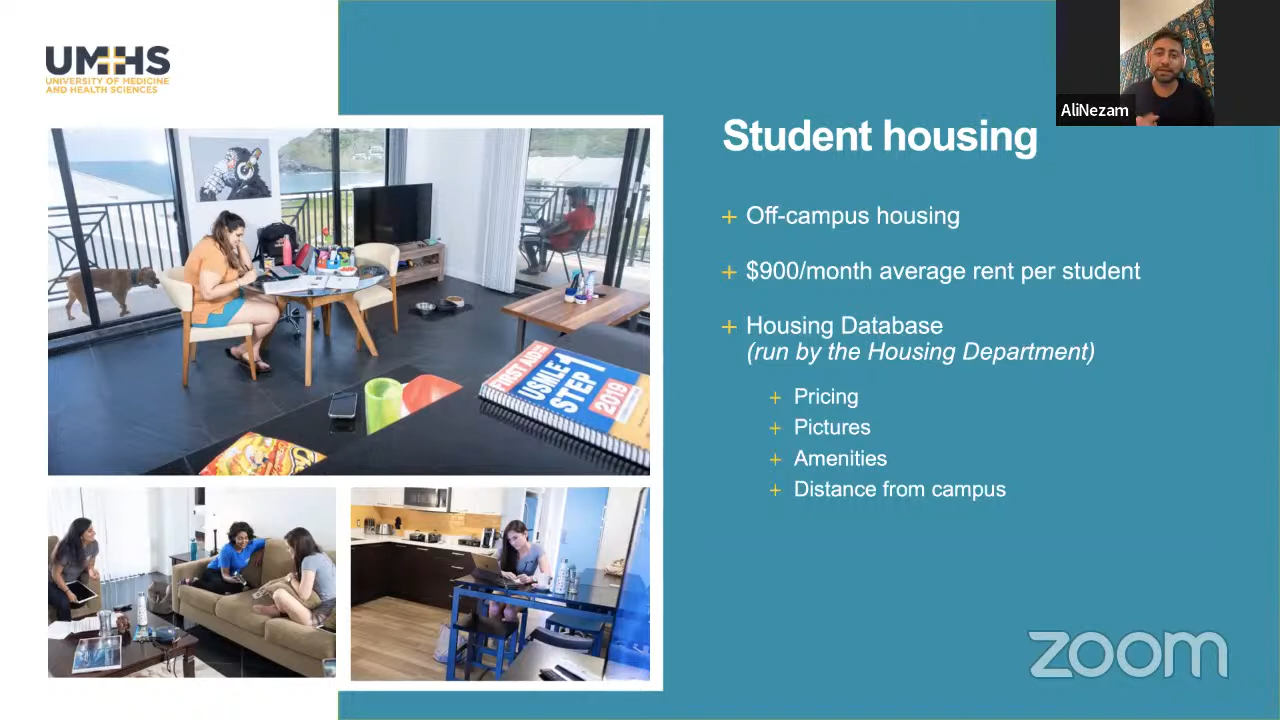 UMHS
UNIVERSITY OF MEDICINE
AND HEALTH SCIENCES
AliNezam
Student housing
+ Off-campus housing
+ $900/month average rent per student
+ Housing Database
(run by the Housing Department)
+ Pricing
+ Pictures
+ Amenities
+ Distance from campus
FIRST AID
USMLE
STEP 1
2019
zoom